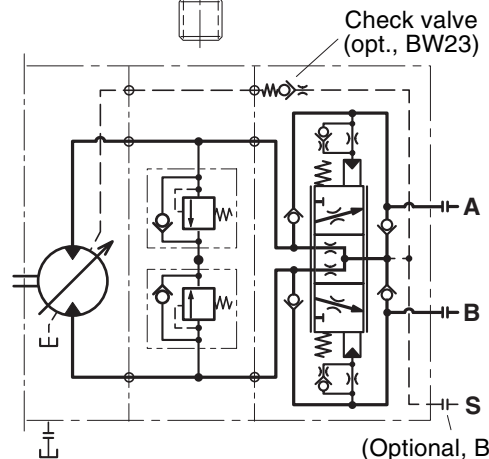 Check valve
(opt., BW23)
A
B
S
(Optional, B